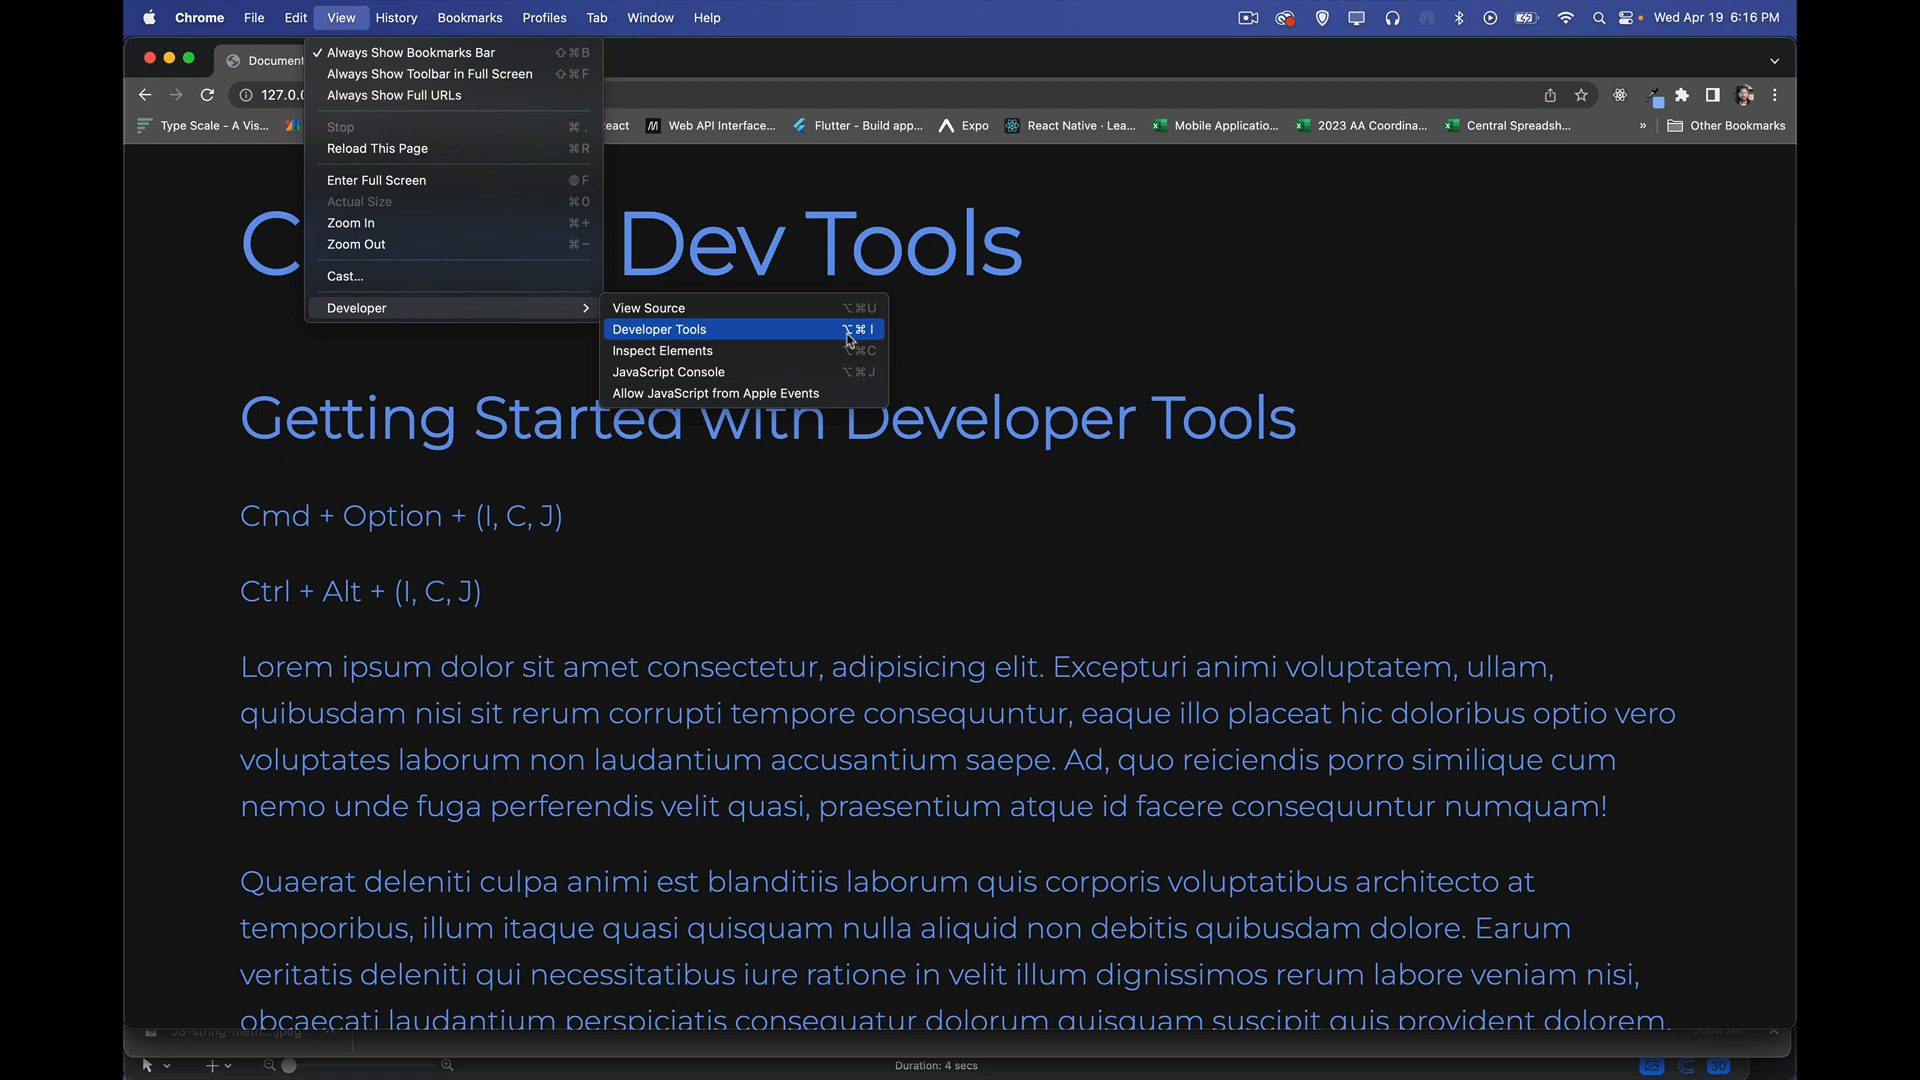 Chrome File Edit View History Bookmarks Profiles Tab Window Help Wed Apr 19 6:16 PM
Document
127.0.0
Type Scale - A Vis... eact Web API Interface... Flutter - Build app... Expo React Native · Lea... Mobile Applicatio... 2023 AA Coordina... Central Spreadsh... » Other Bookmarks
✓ Always Show Bookmarks Bar ⇧⌘B
Always Show Toolbar in Full Screen ⇧⌘F
Always Show Full URLs
Stop ⌘.
Reload This Page ⌘R
Enter Full Screen F
Actual Size ⌘0
Zoom In ⌘+
Zoom Out ⌘-
Cast...
Developer
View Source ⌥⌘U
Developer Tools ⌥⌘I
Inspect Elements ⌥⌘C
JavaScript Console ⌥⌘J
Allow JavaScript from Apple Events
C Dev Tools
Getting Started with Developer Tools
Cmd + Option + (I, C, J)
Ctrl + Alt + (I, C, J)
Lorem ipsum dolor sit amet consectetur, adipisicing elit. Excepturi animi voluptatem, ullam,
quibusdam nisi sit rerum corrupti tempore consequuntur, eaque illo placeat hic doloribus optio vero
voluptates laborum non laudantium accusantium saepe. Ad, quo reiciendis porro similique cum
nemo unde fuga perferendis velit quasi, praesentium atque id facere consequuntur numquam!
Quaerat deleniti culpa animi est blanditiis laborum quis corporis voluptatibus architecto at
temporibus, illum itaque quasi quisquam nulla aliquid non debitis quibusdam dolore. Earum
veritatis deleniti qui necessitatibus iure ratione in velit illum dignissimos rerum labore veniam nisi,
obcaecati laudantium perspiciatis consequatur dolorum quisquam suscipit quis provident dolorem.
JS-string-meth....jpeg
Duration: 4 secs 30